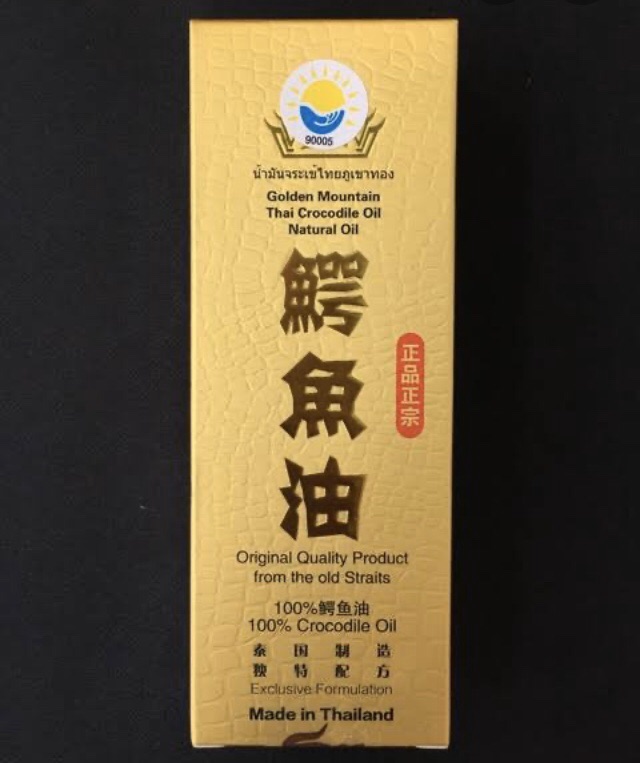 90005
น้ำมันจระเข้ไทยภูเขาทอง
Golden Mountain
Thai Crocodile Oil
Natural Oil
鰐
魚
油
正品正宗
Original Quality Product
from the old Straits
100%鳄鱼油
100% Crocodile Oil
泰国制造
独特配方
Exclusive Formulation
Made in Thailand